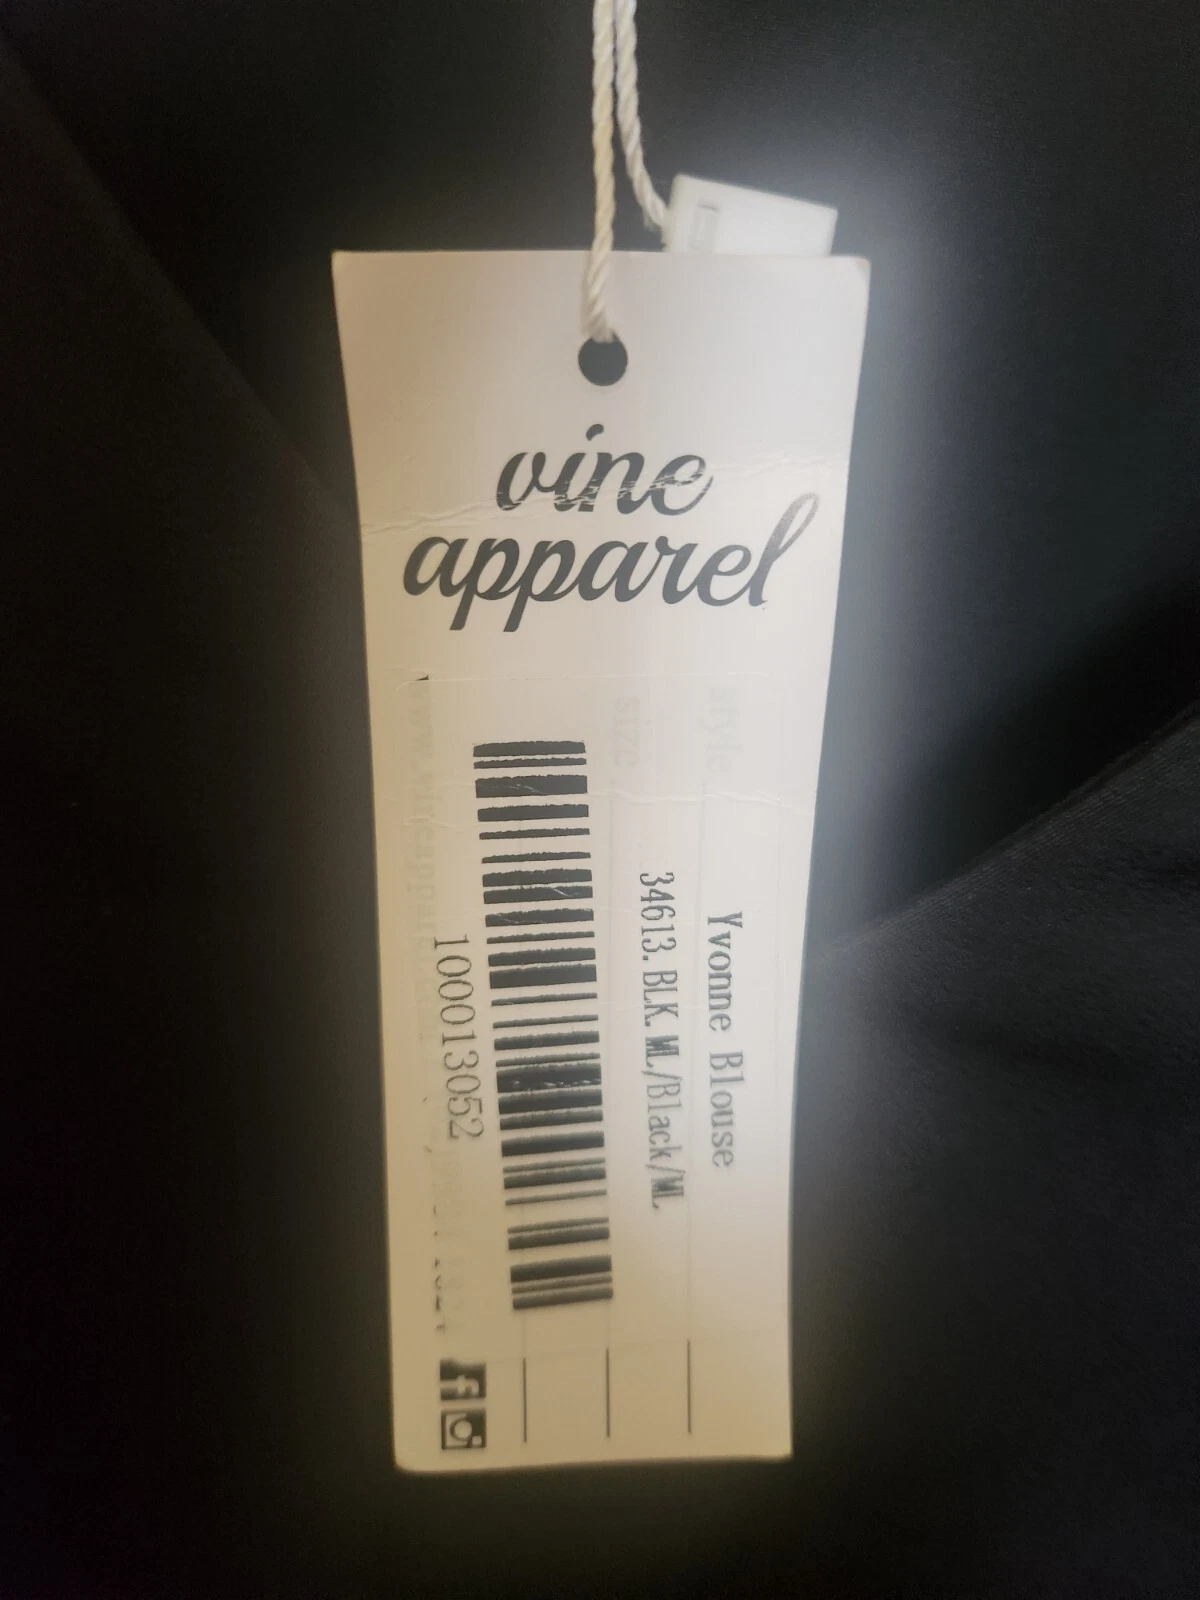 vine
apparel
style
size
Yvonne Blouse
34613.BLK.ML/Black/ML
100013052